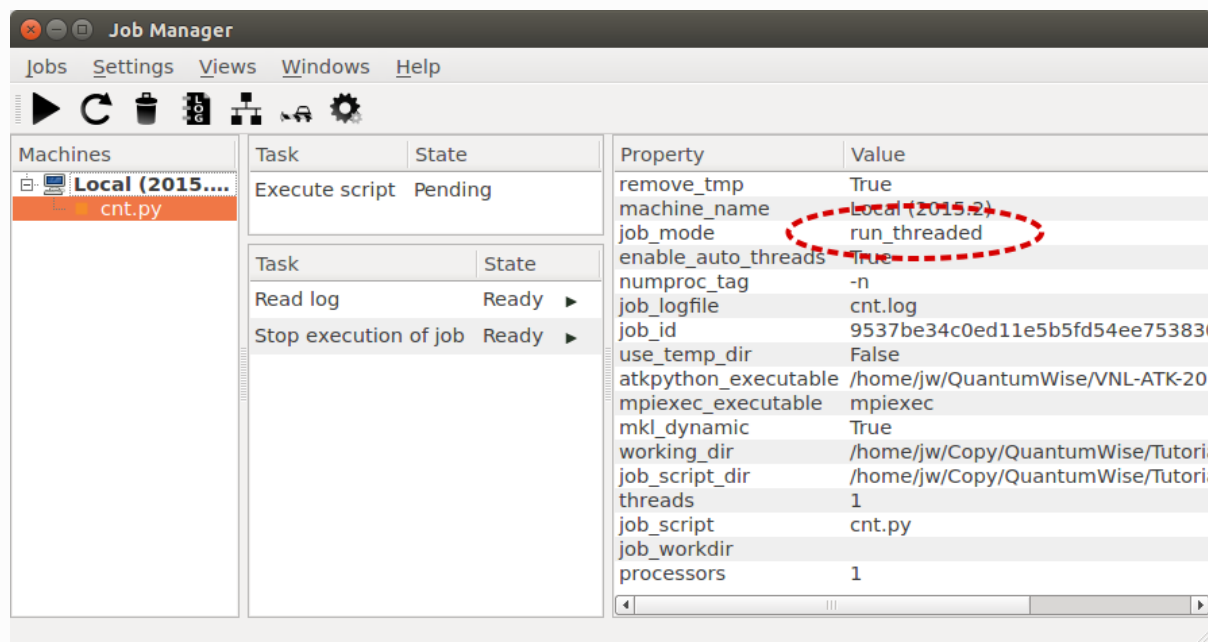 Job Manager
Jobs Settings Views Windows Help
LOG
Machines
Local (2015....
cnt.py
Task State
Execute script Pending
Task State
Read log Ready
Stop execution of job Ready
Property Value
remove_tmp True
machine_name Local (2015.2)
job_mode run_threaded
enable_auto_threads True
numproc_tag -n
job_logfile cnt.log
job_id 9537be34c0ed11e5b5fd54ee75383
use_temp_dir False
atkpython_executable /home/jw/QuantumWise/VNL-ATK-20
mpiexec_executable mpiexec
mkl_dynamic True
working_dir /home/jw/Copy/QuantumWise/Tutori
job_script_dir /home/jw/Copy/QuantumWise/Tutori
threads 1
job_script cnt.py
job_workdir
processors 1